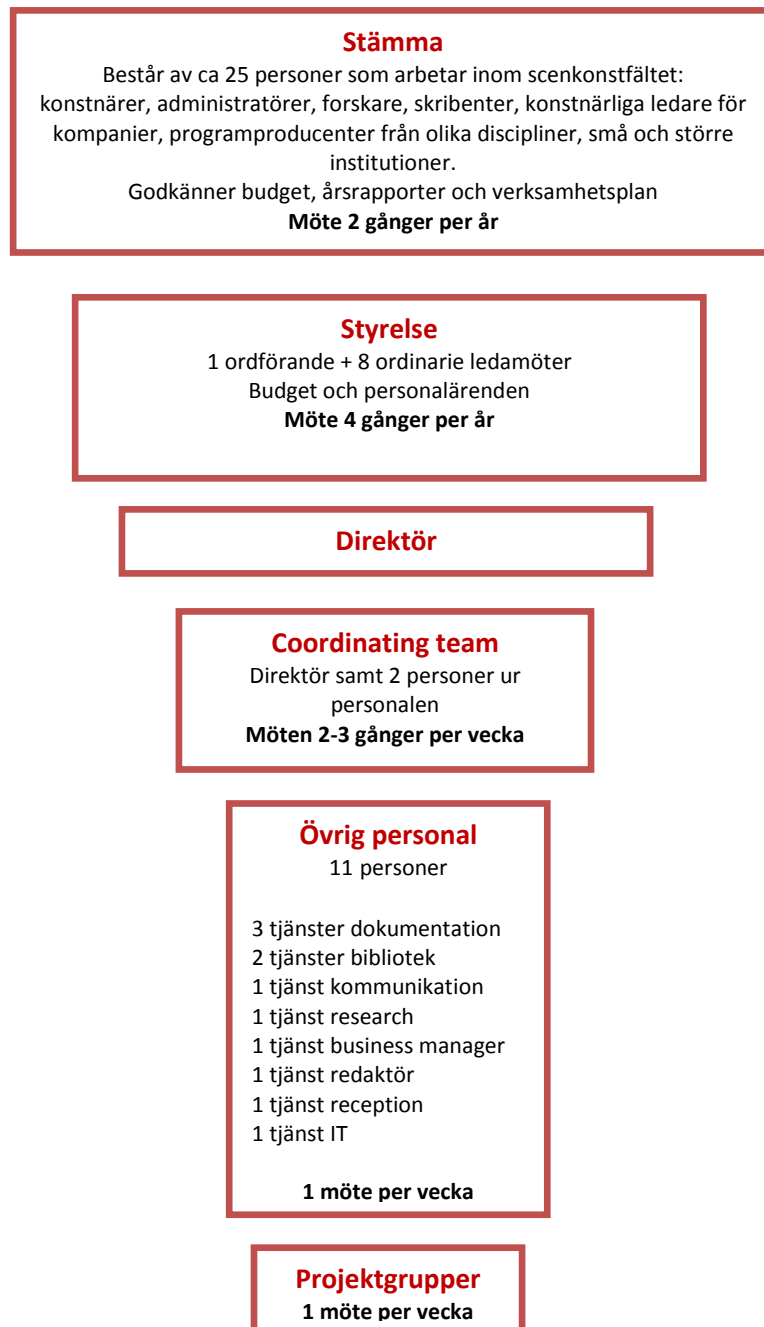 Stämma
Består av ca 25 personer som arbetar inom scenkonstfältet:
konstnärer, administratörer, forskare, skribenter, konstnärliga ledare för
kompanier, programproducenter från olika discipliner, små och större
institutioner.
Godkänner budget, årsrapporter och verksamhetsplan
Möte 2 gånger per år
Styrelse
1 ordförande + 8 ordinarie ledamöter
Budget och personalärenden
Möte 4 gånger per år
Direktör
Coordinating team
Direktör samt 2 personer ur
personalen
Möten 2-3 gånger per vecka
Övrig personal
11 personer
3 tjänster dokumentation
2 tjänster bibliotek
1 tjänst kommunikation
1 tjänst research
1 tjänst business manager
1 tjänst redaktör
1 tjänst reception
1 tjänst IT
1 möte per vecka
Projektgrupper
1 möte per vecka